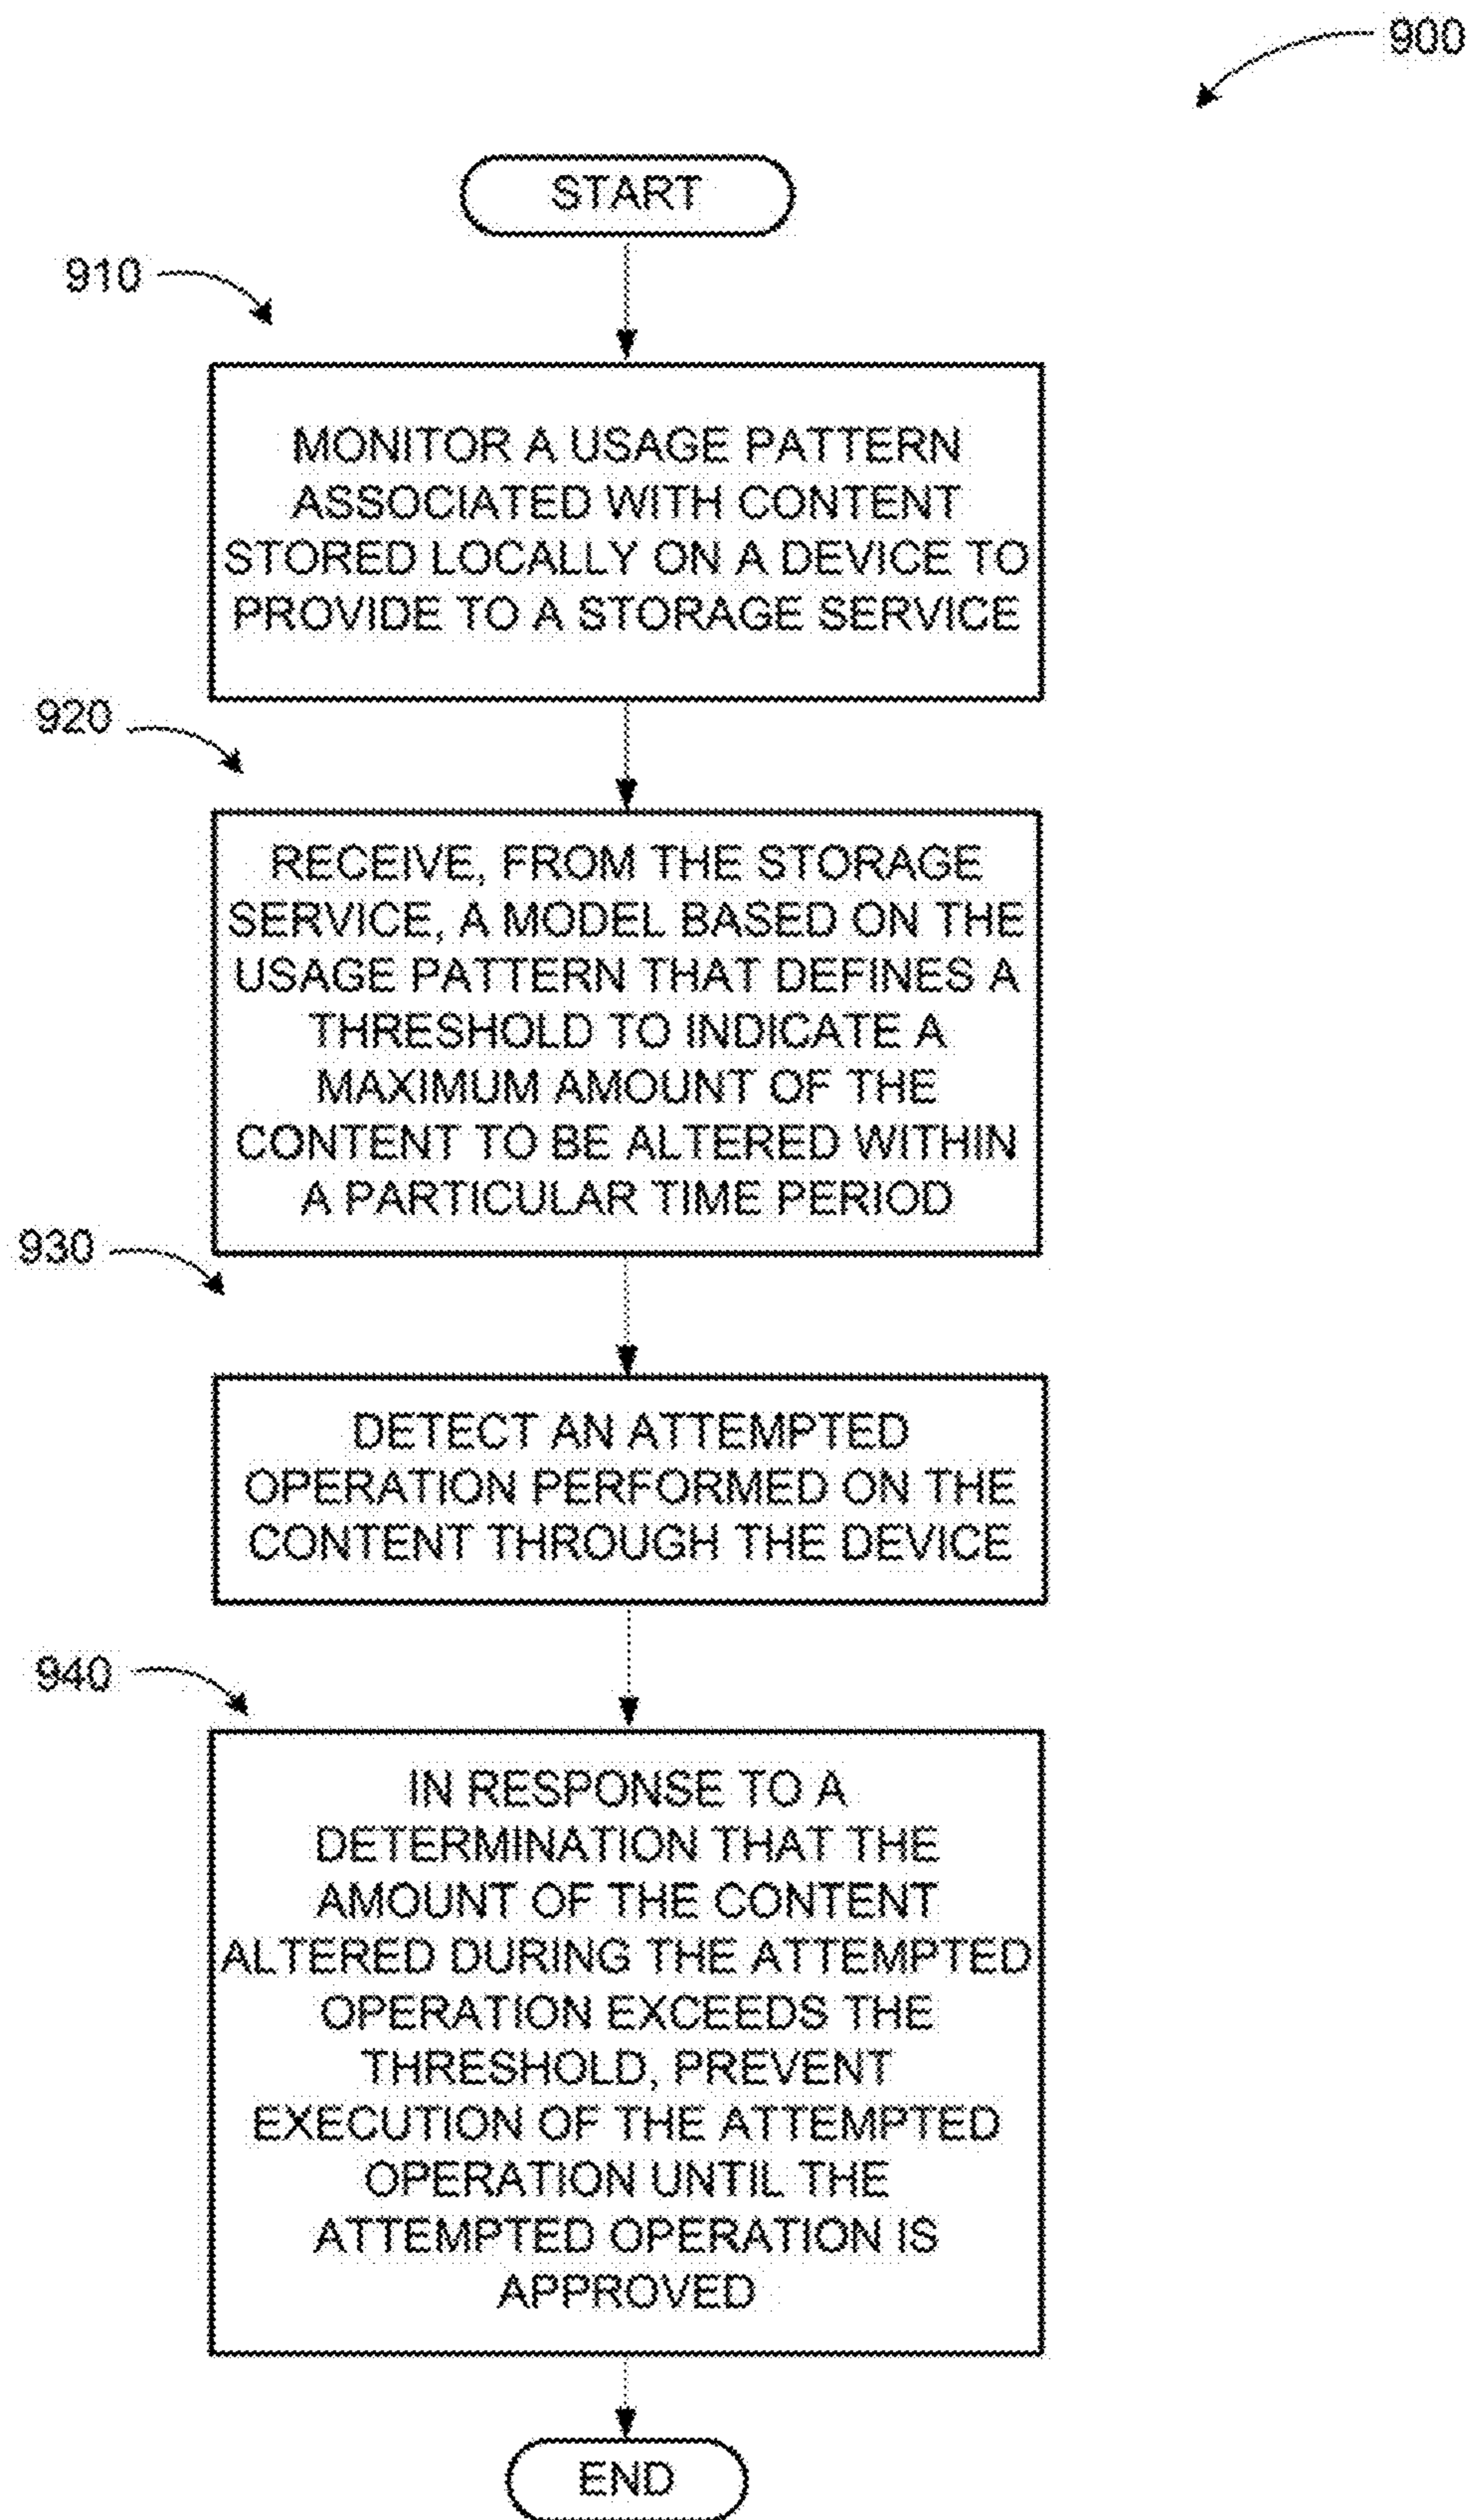 900
START
910
MONITOR A USAGE PATTERN
ASSOCIATED WITH CONTENT
STORED LOCALLY ON A DEVICE TO
PROVIDE TO A STORAGE SERVICE
920
RECEIVE, FROM THE STORAGE
SERVICE, A MODEL BASED ON THE
USAGE PATTERN THAT DEFINES A
THRESHOLD TO INDICATE A
MAXIMUM AMOUNT OF THE
CONTENT TO BE ALTERED WITHIN
A PARTICULAR TIME PERIOD
930
DETECT AN ATTEMPTED
OPERATION PERFORMED ON THE
CONTENT THROUGH THE DEVICE
940
IN RESPONSE TO A
DETERMINATION THAT THE
AMOUNT OF THE CONTENT
ALTERED DURING THE ATTEMPTED
OPERATION EXCEEDS THE
THRESHOLD, PREVENT
EXECUTION OF THE ATTEMPTED
OPERATION UNTIL THE
ATTEMPTED OPERATION IS
APPROVED
END